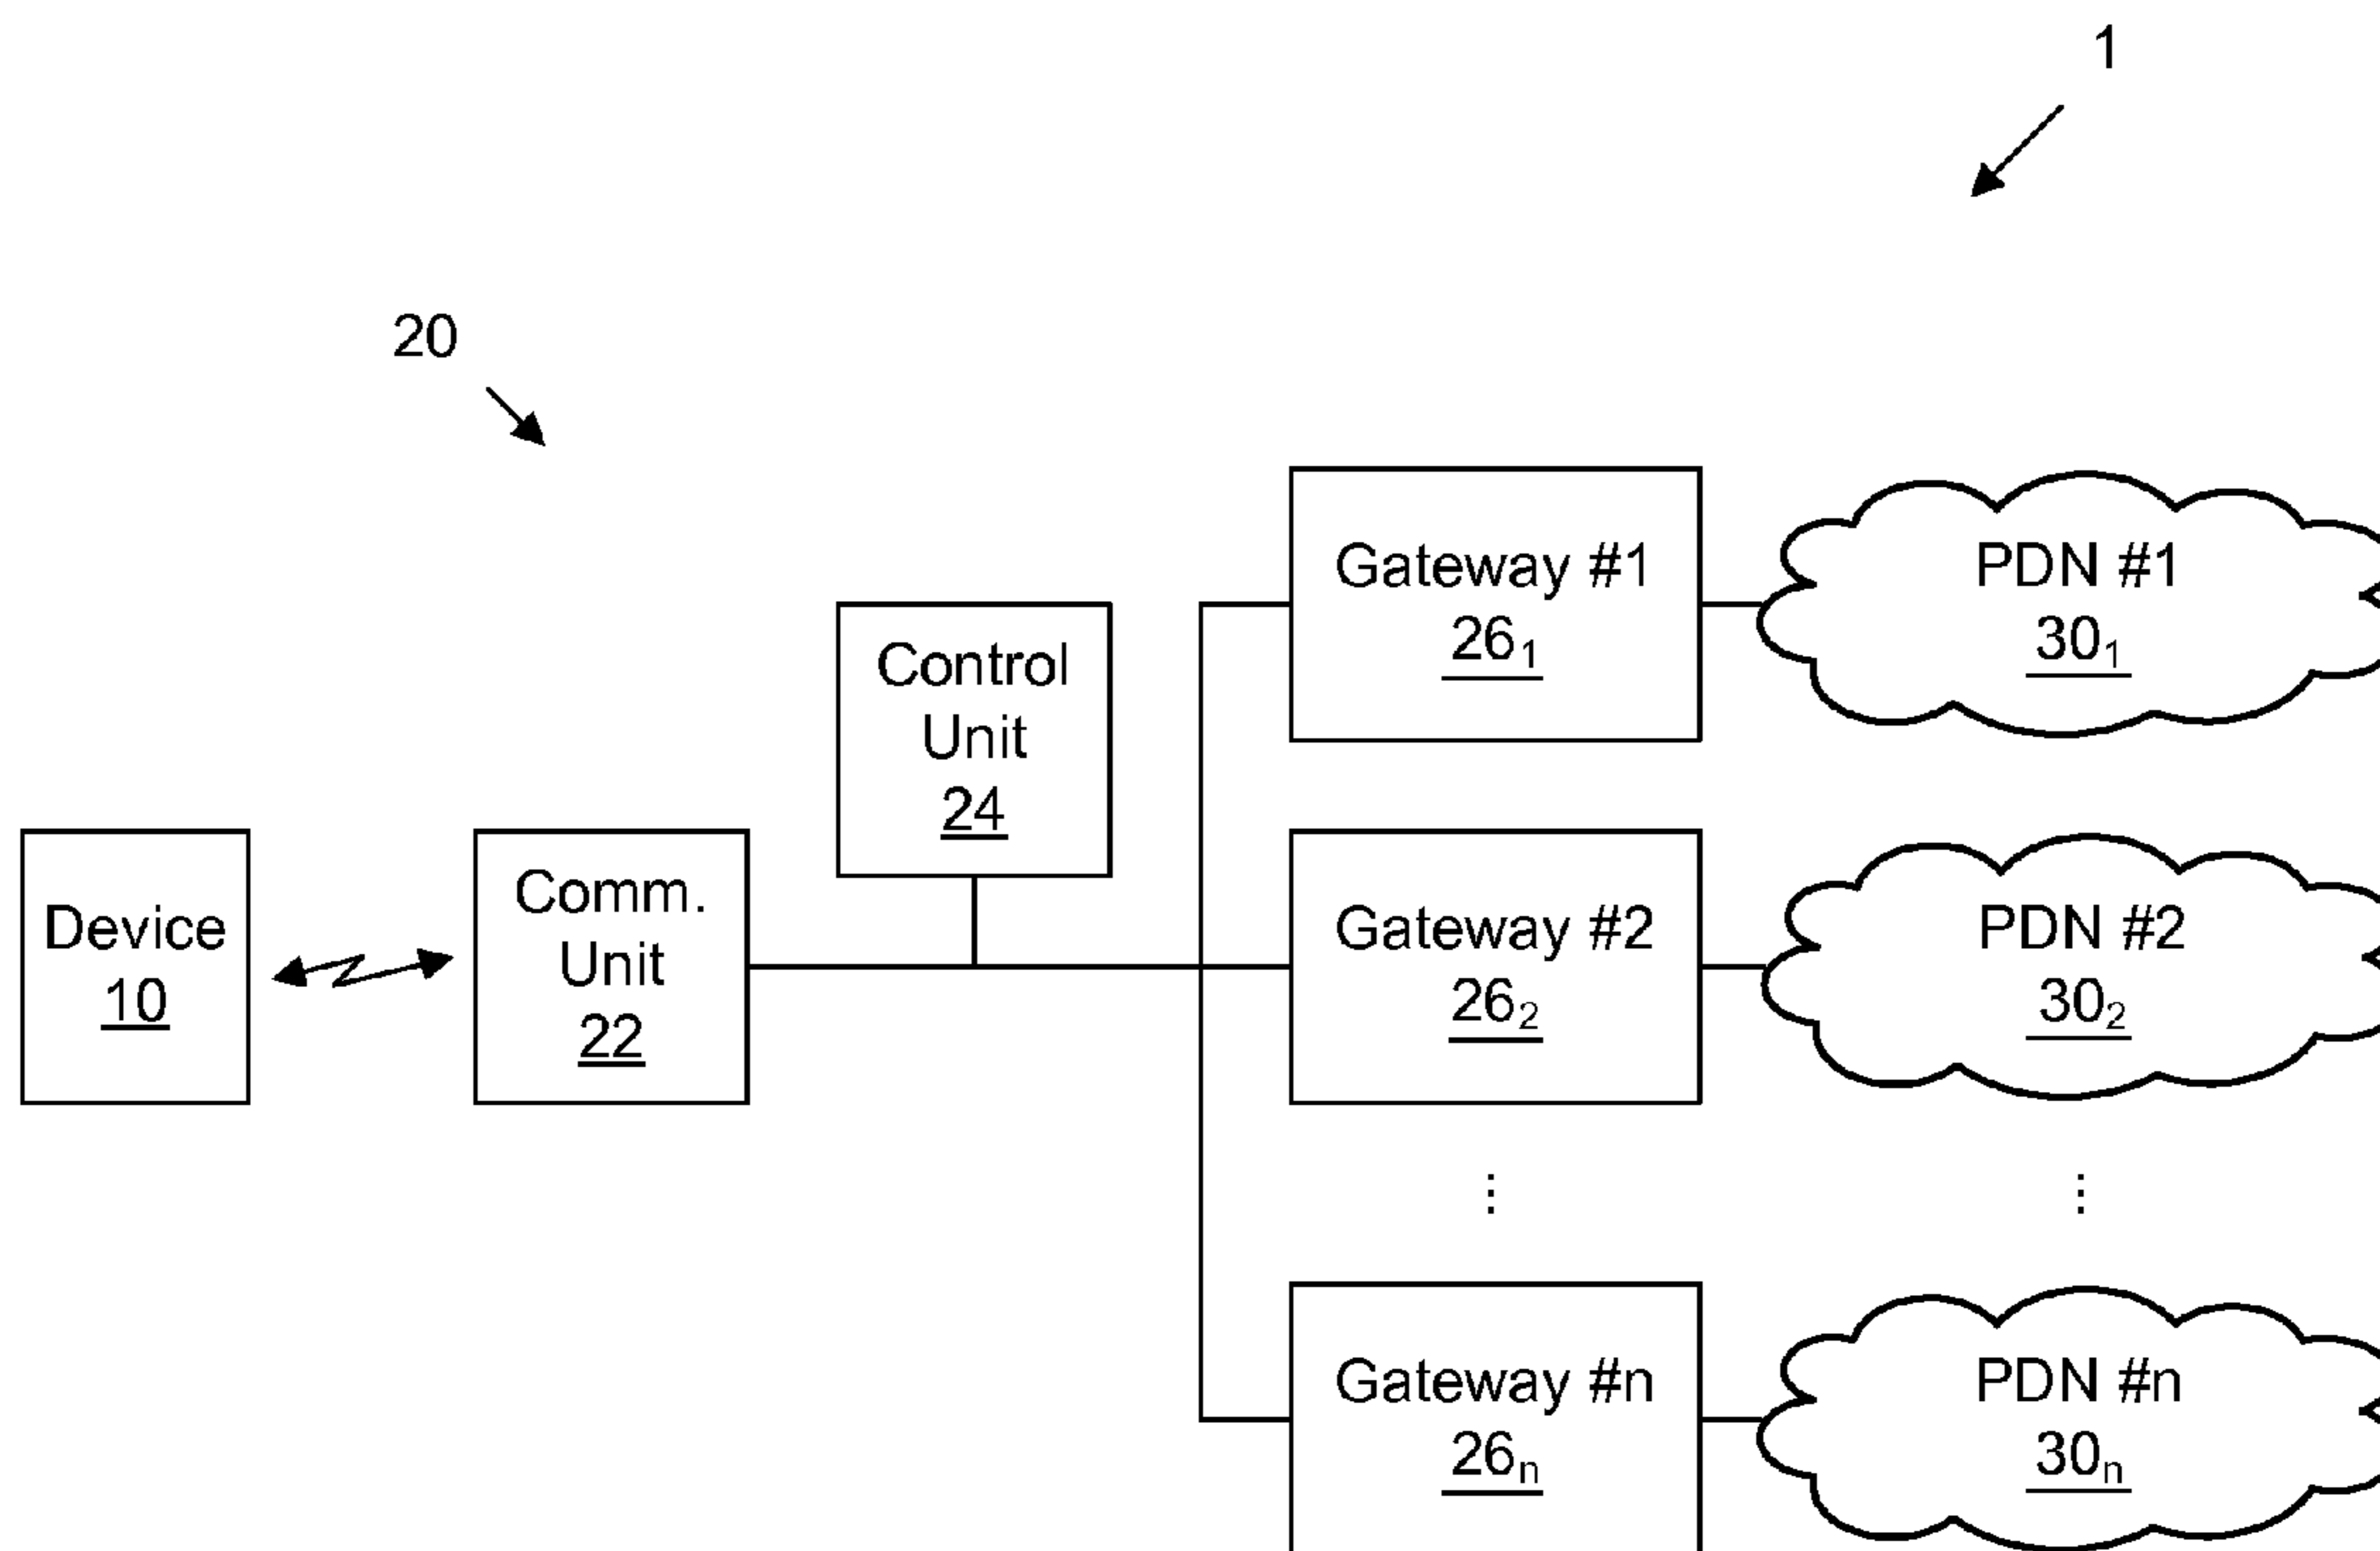 1
20
Gateway #1
26₁
PDN #1
30₁
Control
Unit
24
Device
10
Comm.
Unit
22
Gateway #2
26₂
PDN #2
30₂
⋮
⋮
Gateway #n
26ₙ
PDN #n
30ₙ